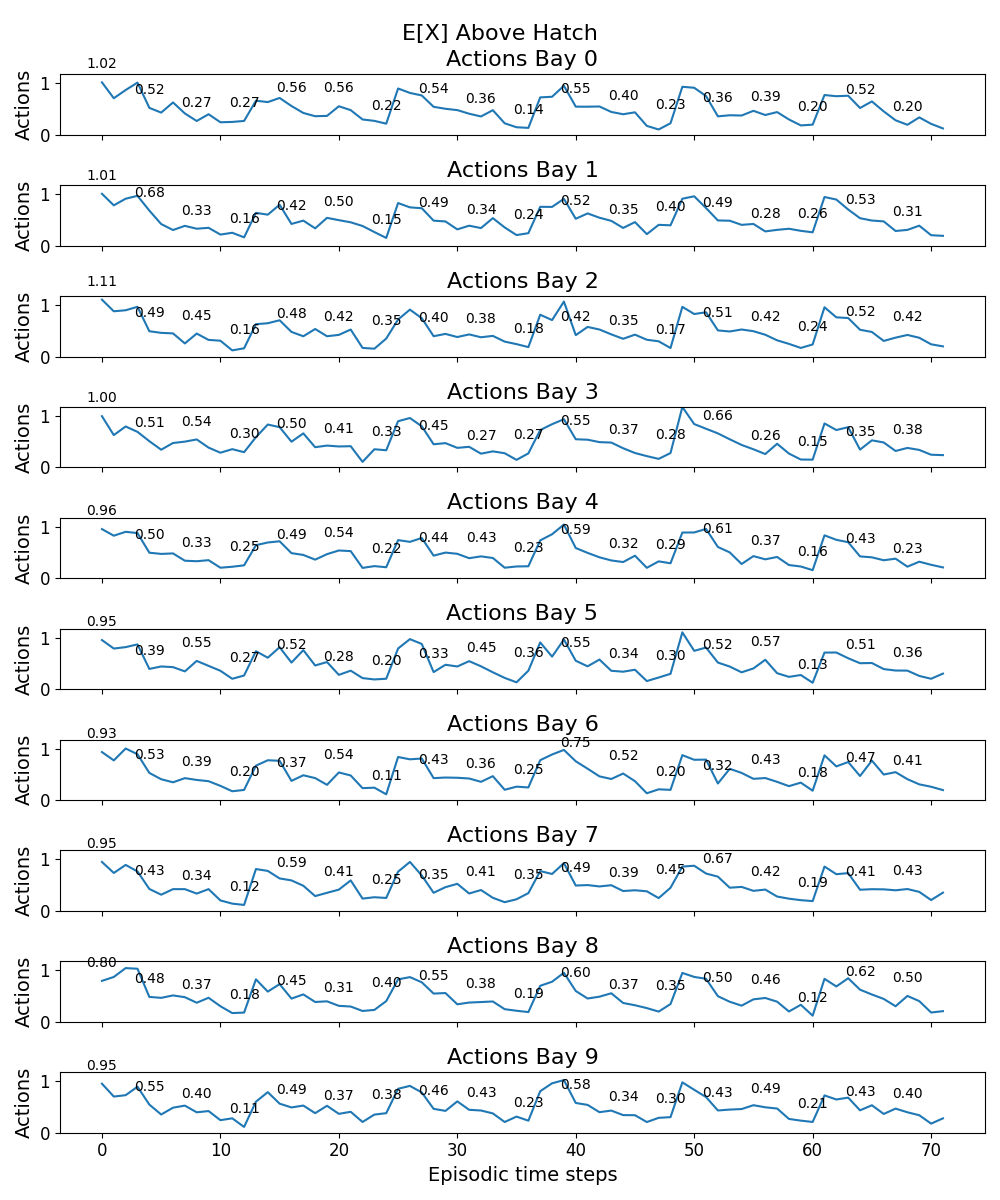 E[X] Above Hatch
Actions Bay 0
1.02 0.52 0.27 0.27 0.56 0.56 0.22 0.54 0.36 0.14 0.55 0.40 0.23 0.36 0.39 0.20 0.52 0.20
Actions
1
0
Actions Bay 1
1.01 0.68 0.33 0.16 0.42 0.50 0.15 0.49 0.34 0.24 0.52 0.35 0.40 0.49 0.28 0.26 0.53 0.31
Actions
1
0
Actions Bay 2
1.11 0.49 0.45 0.16 0.48 0.42 0.35 0.40 0.38 0.18 0.42 0.35 0.17 0.51 0.42 0.24 0.52 0.42
Actions
1
0
Actions Bay 3
1.00 0.51 0.54 0.30 0.50 0.41 0.33 0.45 0.27 0.27 0.55 0.37 0.28 0.66 0.26 0.15 0.35 0.38
Actions
1
0
Actions Bay 4
0.96 0.50 0.33 0.25 0.49 0.54 0.22 0.44 0.43 0.23 0.59 0.32 0.29 0.61 0.37 0.16 0.43 0.23
Actions
1
0
Actions Bay 5
0.95 0.39 0.55 0.27 0.52 0.28 0.20 0.33 0.45 0.36 0.55 0.34 0.30 0.52 0.57 0.13 0.51 0.36
Actions
1
0
Actions Bay 6
0.93 0.53 0.39 0.20 0.37 0.54 0.11 0.43 0.36 0.25 0.75 0.52 0.20 0.32 0.43 0.18 0.47 0.41
Actions
1
0
Actions Bay 7
0.95 0.43 0.34 0.12 0.59 0.41 0.25 0.35 0.41 0.35 0.49 0.39 0.45 0.67 0.42 0.19 0.41 0.43
Actions
1
0
Actions Bay 8
0.80 0.48 0.37 0.18 0.45 0.31 0.40 0.55 0.38 0.19 0.60 0.37 0.35 0.50 0.46 0.12 0.62 0.50
Actions
1
0
Actions Bay 9
0.95 0.55 0.40 0.11 0.49 0.37 0.38 0.46 0.43 0.23 0.58 0.34 0.30 0.43 0.49 0.21 0.43 0.40
Actions
1
0
0 10 20 30 40 50 60 70
Episodic time steps